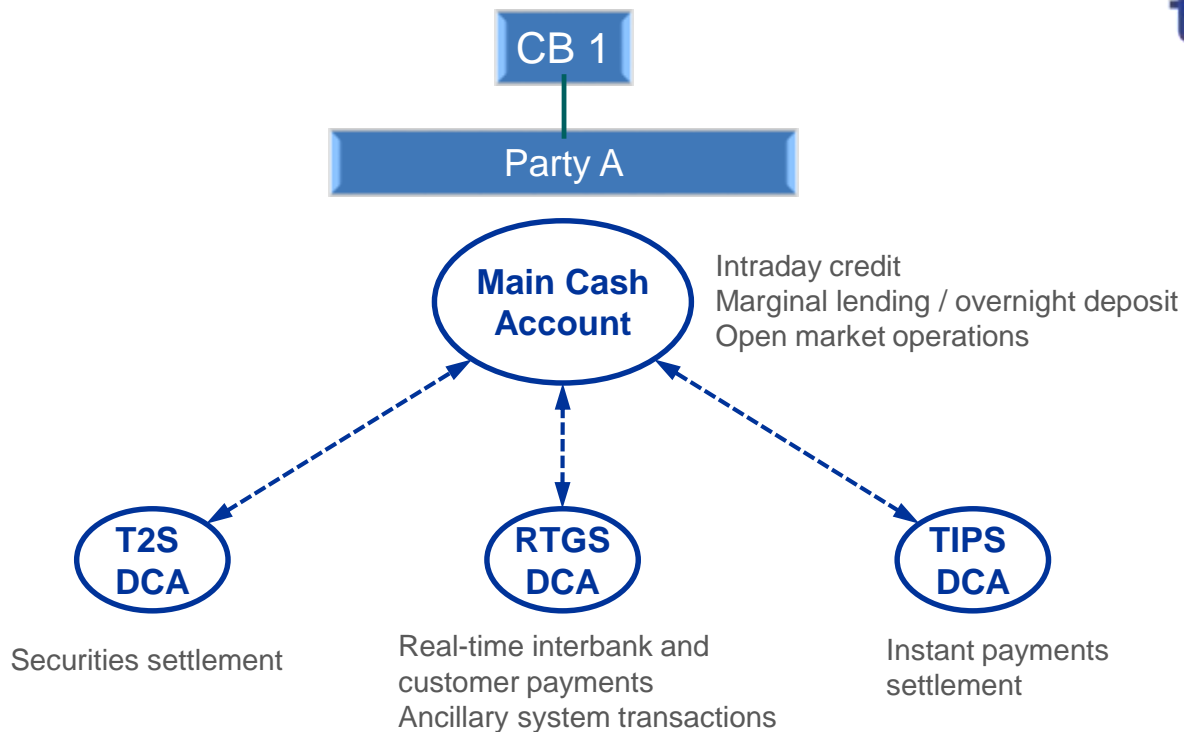 CB 1
Party A
Main Cash
Account
Intraday credit
Marginal lending / overnight deposit
Open market operations
T2S
DCA
RTGS
DCA
TIPS
DCA
Securities settlement
Real-time interbank and
customer payments
Ancillary system transactions
Instant payments
settlement